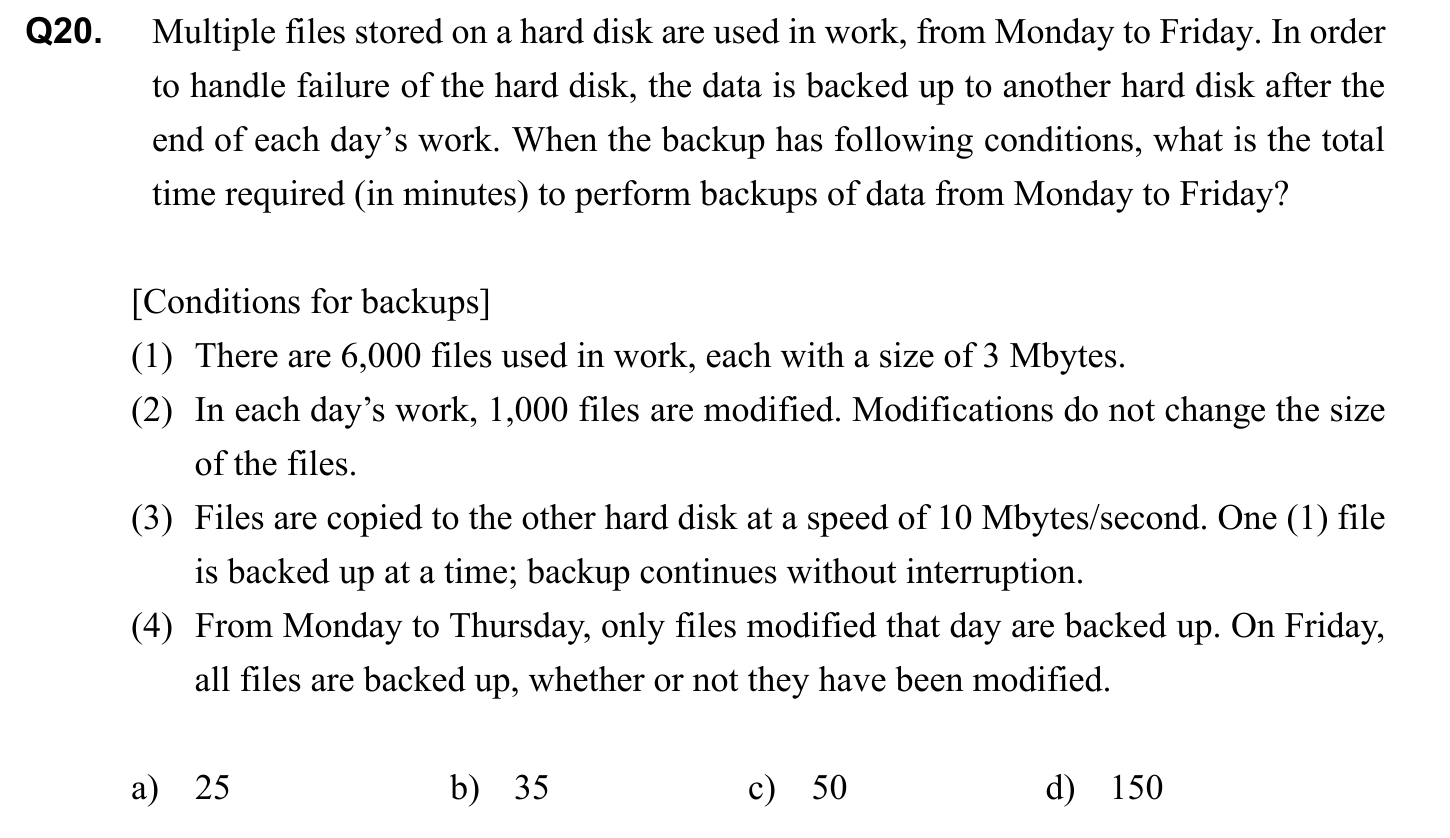 Q20. Multiple files stored on a hard disk are used in work, from Monday to Friday. In order
to handle failure of the hard disk, the data is backed up to another hard disk after the
end of each day’s work. When the backup has following conditions, what is the total
time required (in minutes) to perform backups of data from Monday to Friday?
[Conditions for backups]
(1) There are 6,000 files used in work, each with a size of 3 Mbytes.
(2) In each day’s work, 1,000 files are modified. Modifications do not change the size
of the files.
(3) Files are copied to the other hard disk at a speed of 10 Mbytes/second. One (1) file
is backed up at a time; backup continues without interruption.
(4) From Monday to Thursday, only files modified that day are backed up. On Friday,
all files are backed up, whether or not they have been modified.
a) 25 b) 35 c) 50 d) 150